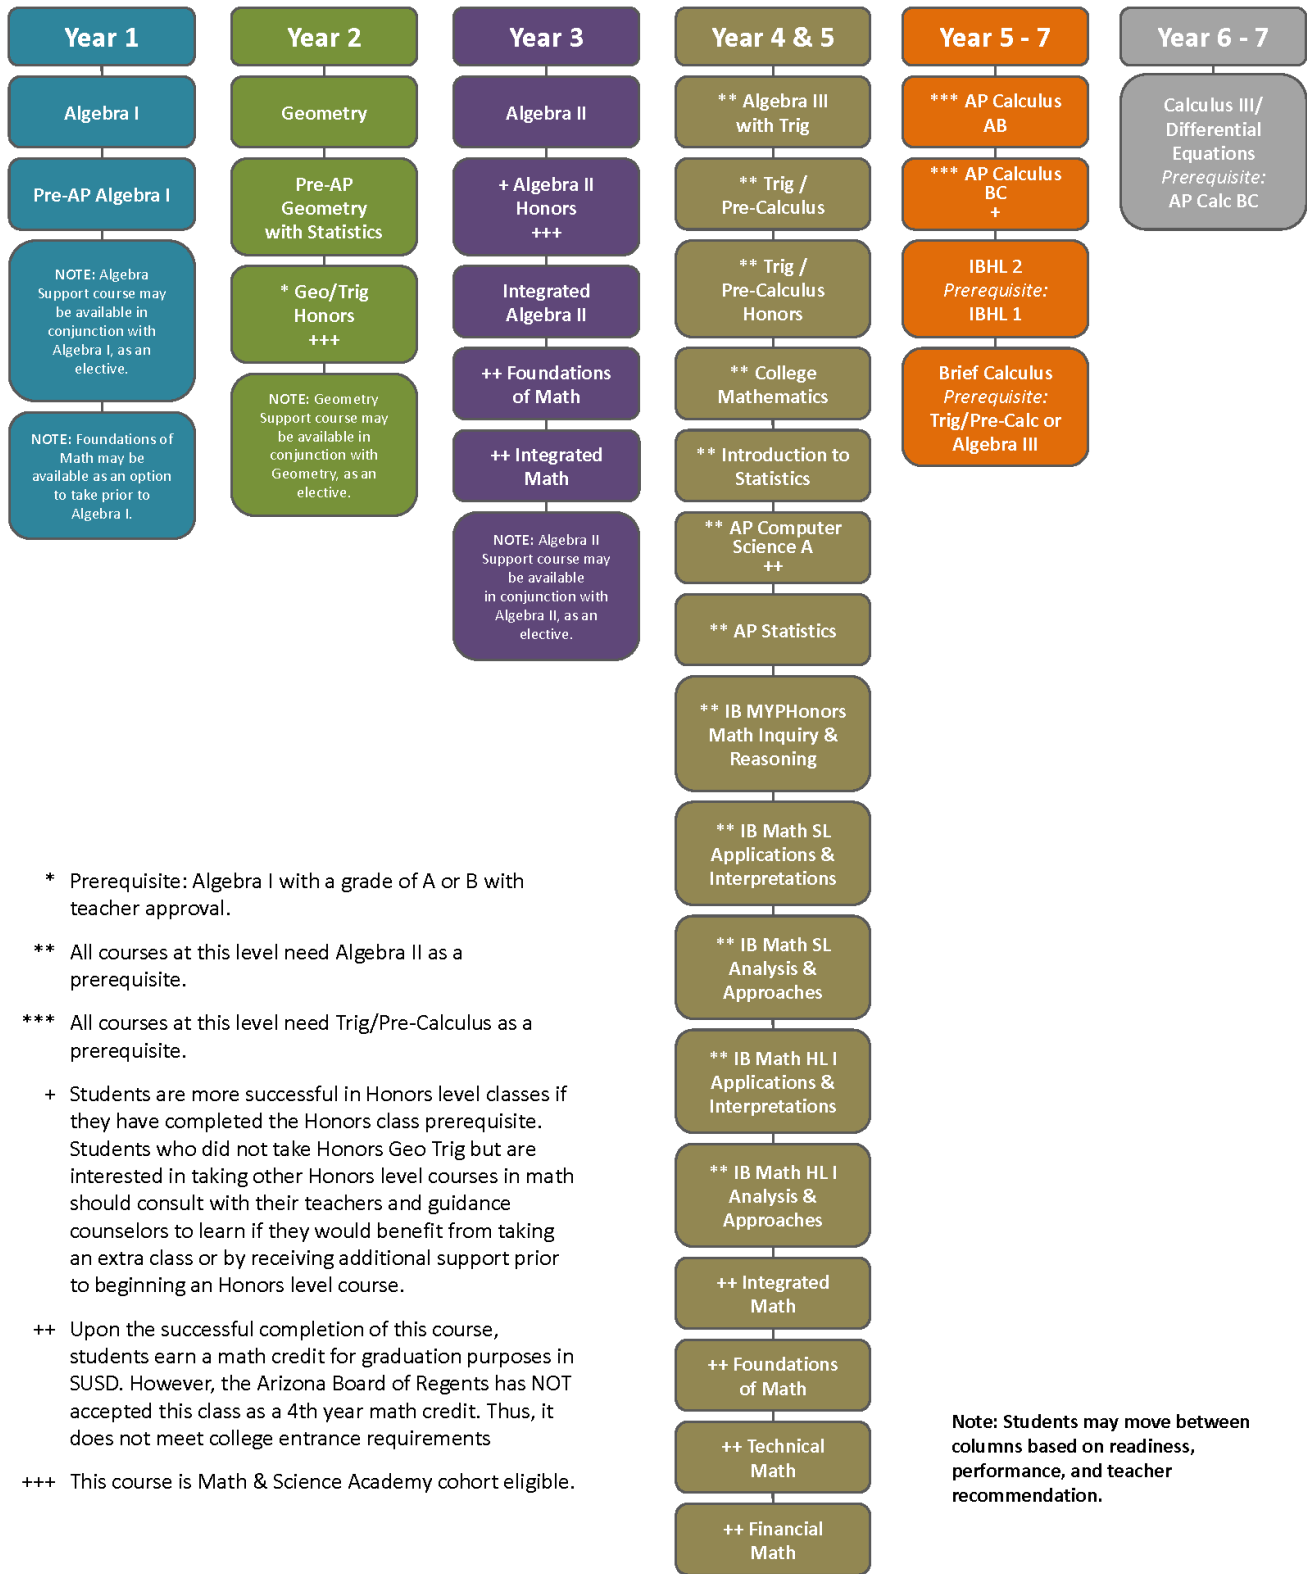 Year 1
Algebra I
Pre-AP Algebra I
NOTE: Algebra
Support course may
be available in
conjunction with
Algebra I, as an
elective.
NOTE: Foundations of
Math may be
available as an option
to take prior to
Algebra I.
Year 2
Geometry
Pre-AP
Geometry
with Statistics
* Geo/Trig
Honors
+++
NOTE: Geometry
Support course may
be available in
conjunction with
Geometry, as an
elective.
Year 3
Algebra II
+ Algebra II
Honors
+++
Integrated
Algebra II
++ Foundations
of Math
++ Integrated
Math
NOTE: Algebra II
Support course may
be available
in conjunction with
Algebra II, as an
elective.
Year 4 & 5
** Algebra III
with Trig
** Trig /
Pre-Calculus
** Trig /
Pre-Calculus
Honors
** College
Mathematics
** Introduction to
Statistics
** AP Computer
Science A
++
** AP Statistics
** IB MYPHonors
Math Inquiry &
Reasoning
** IB Math SL
Applications &
Interpretations
** IB Math SL
Analysis &
Approaches
** IB Math HL I
Applications &
Interpretations
** IB Math HL I
Analysis &
Approaches
++ Integrated
Math
++ Foundations
of Math
++ Technical
Math
++ Financial
Math
Year 5 - 7
*** AP Calculus
AB
*** AP Calculus
BC
+
IBHL 2
Prerequisite:
IBHL 1
Brief Calculus
Prerequisite:
Trig/Pre-Calc or
Algebra III
Year 6 - 7
Calculus III/
Differential
Equations
Prerequisite:
AP Calc BC
* Prerequisite: Algebra I with a grade of A or B with
teacher approval.
** All courses at this level need Algebra II as a
prerequisite.
*** All courses at this level need Trig/Pre-Calculus as a
prerequisite.
+ Students are more successful in Honors level classes if
they have completed the Honors class prerequisite.
Students who did not take Honors Geo Trig but are
interested in taking other Honors level courses in math
should consult with their teachers and guidance
counselors to learn if they would benefit from taking
an extra class or by receiving additional support prior
to beginning an Honors level course.
++ Upon the successful completion of this course,
students earn a math credit for graduation purposes in
SUSD. However, the Arizona Board of Regents has NOT
accepted this class as a 4th year math credit. Thus, it
does not meet college entrance requirements
+++ This course is Math & Science Academy cohort eligible.
Note: Students may move between
columns based on readiness,
performance, and teacher
recommendation.